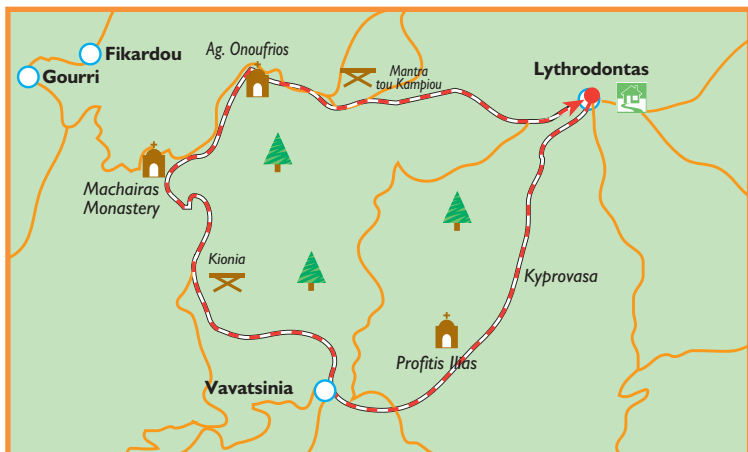 Fikardou
Gourri
Ag. Onoufrios
Mantra
tou Kampiou
Lythrodontas
Machairas
Monastery
Kionia
Kyprovasa
Profitis Ilias
Vavatsinia